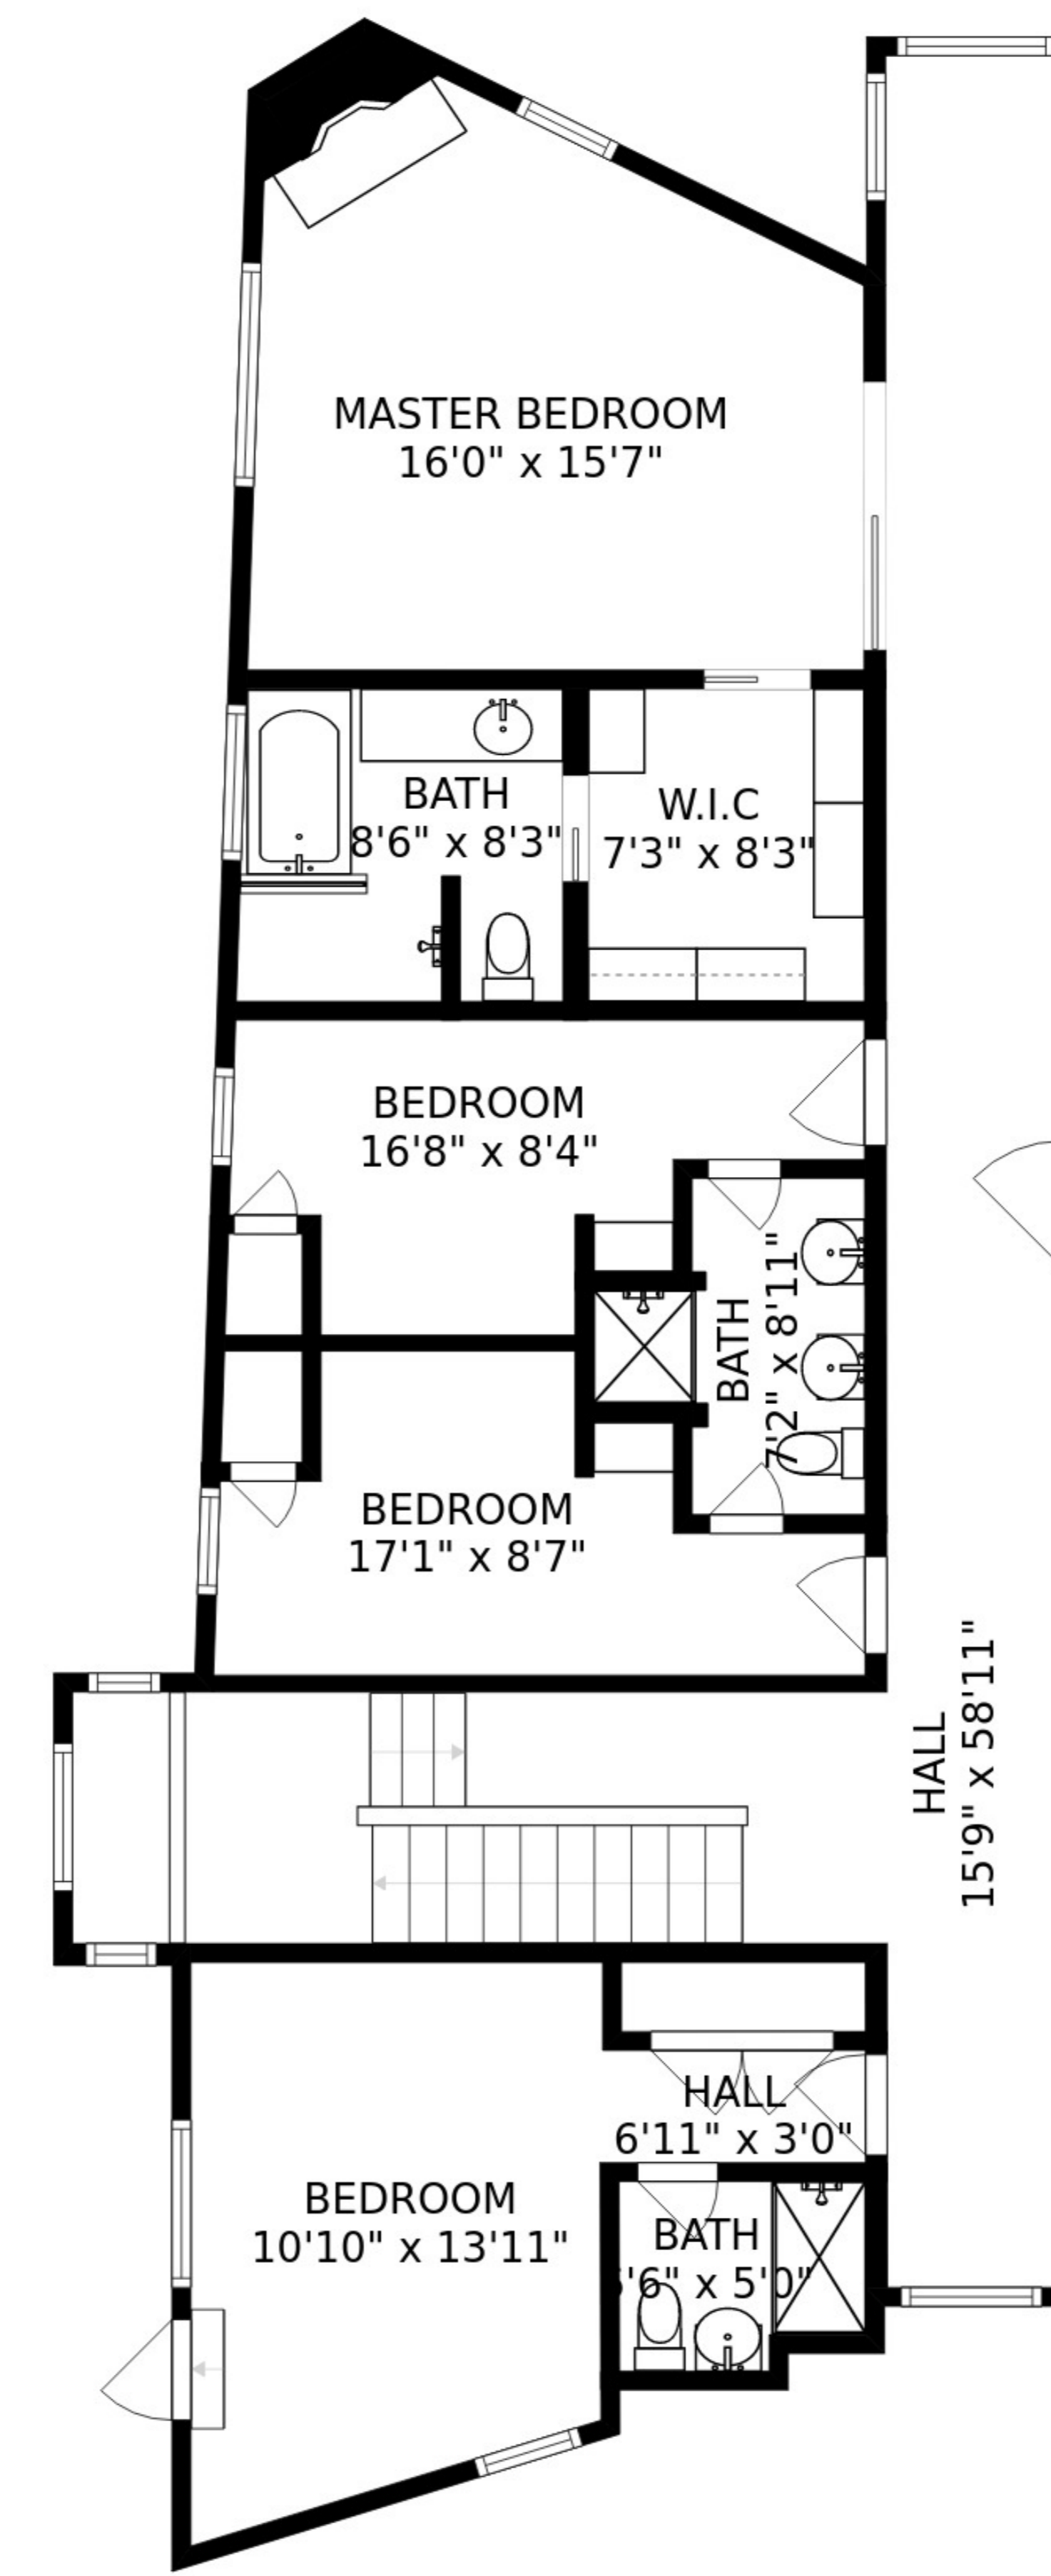 MASTER BEDROOM
16'0" x 15'7"
BATH
8'6" x 8'3"
W.I.C
7'3" x 8'3"
BEDROOM
16'8" x 8'4"
BATH
7'2" x 8'11"
BEDROOM
17'1" x 8'7"
HALL
15'9" x 58'11"
HALL
6'11" x 3'0"
BEDROOM
10'10" x 13'11"
BATH
'6" x 5'0"